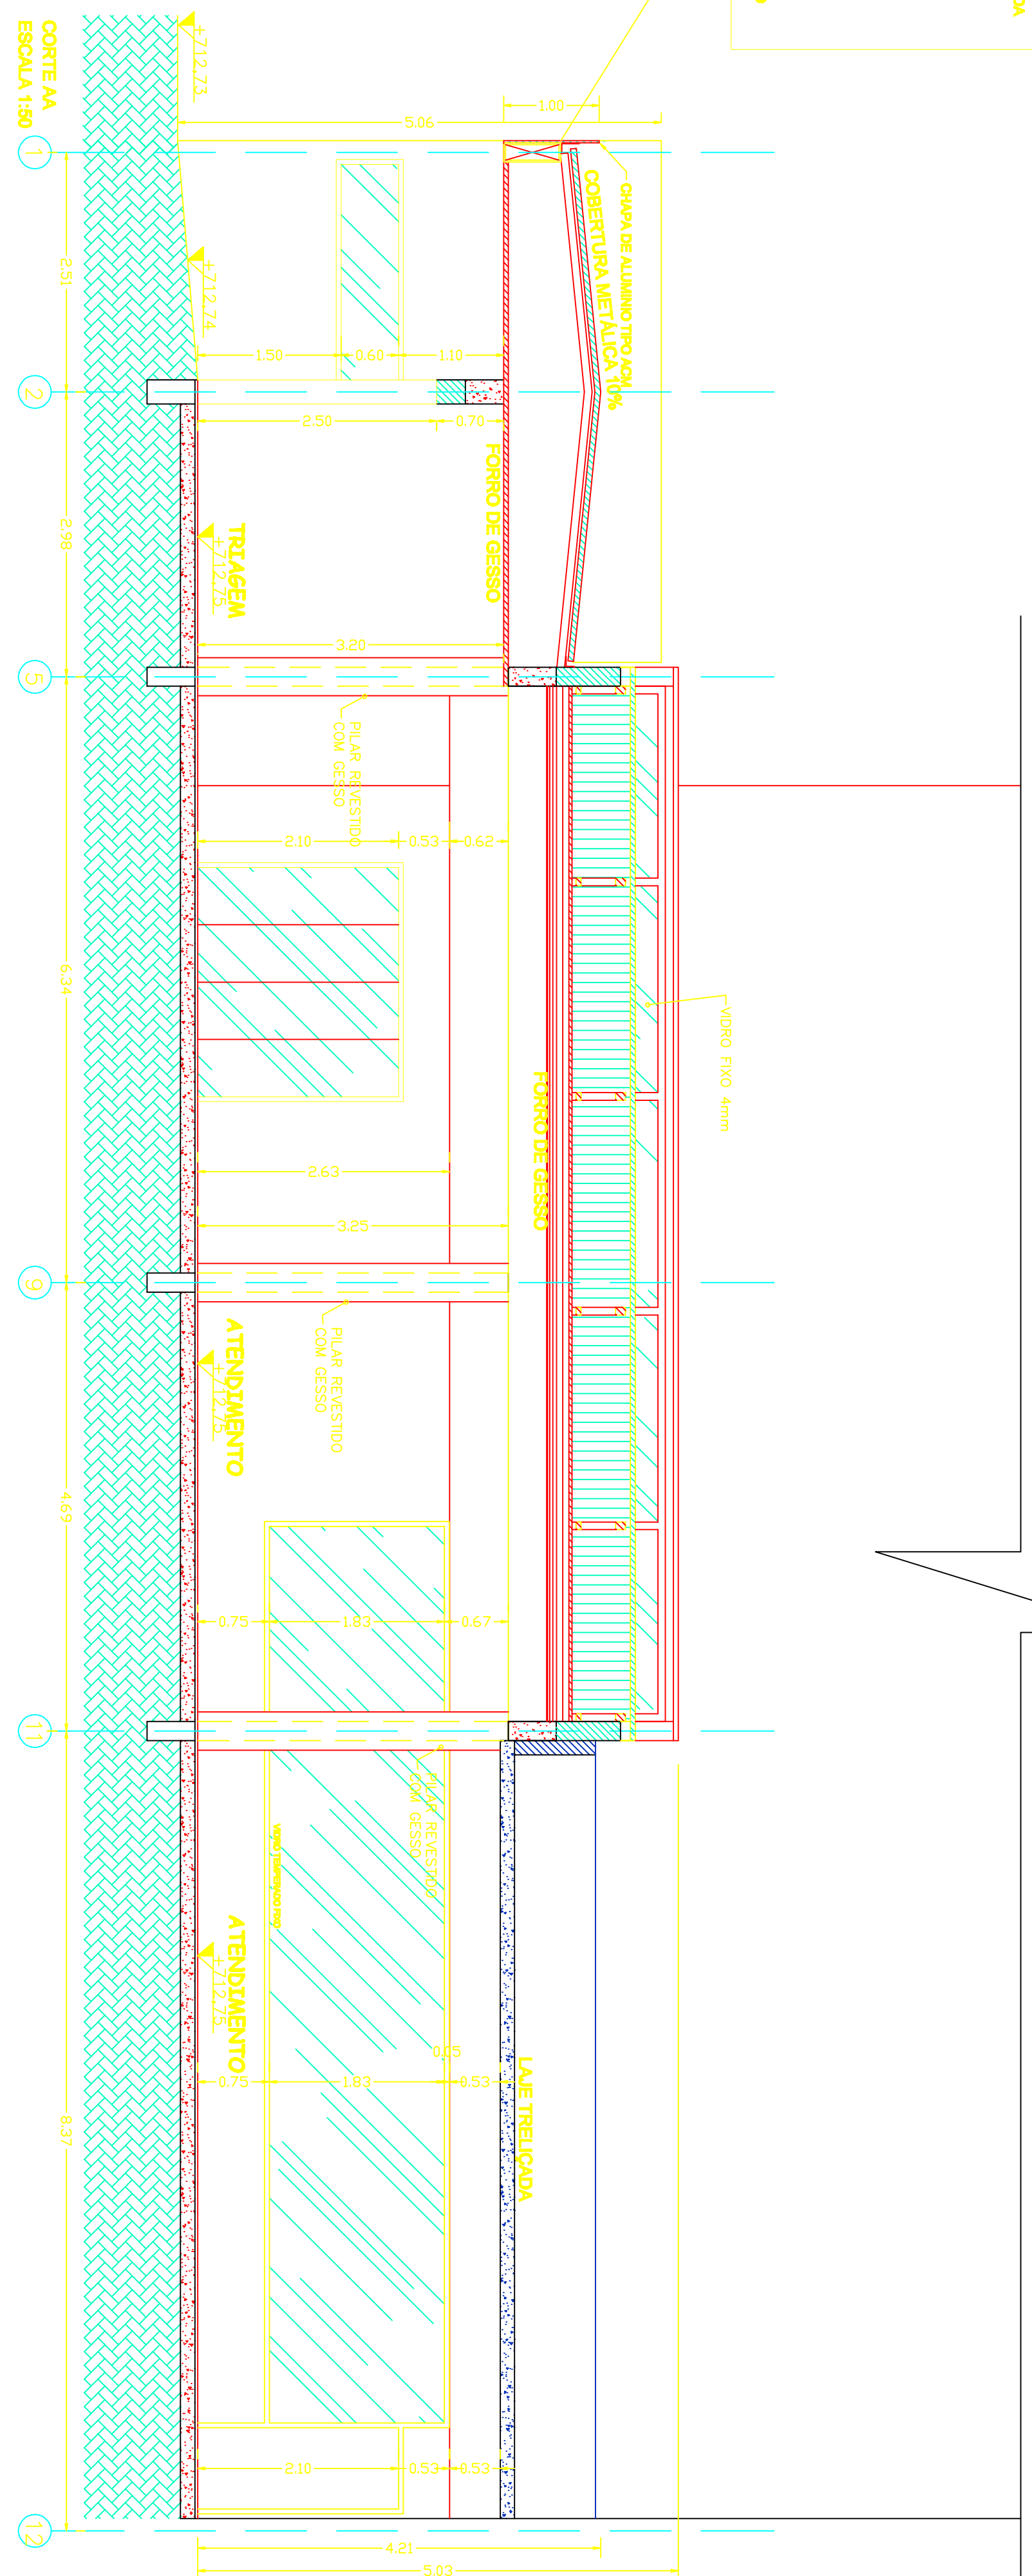 CORTE AA
ESCALA 1:50
+712,73
+712,74
1.00
5.06
CHAPA DE ALUMINIO TIPO ACM
COBERTURA METÁLICA 10%
1.50
0.60
1.10
2.50
0.70
FORRO DE GESSO
TRIAGEM
+712,75
3.20
PILAR REVESTIDO
COM GESSO
2.10
0.53
0.62
VIDRO FIXO 4mm
FORRO DE GESSO
2.63
3.25
PILAR REVESTIDO
COM GESSO
ATENDIMENTO
+712,75
0.75
1.83
0.67
PILAR REVESTIDO
COM GESSO
VIDRO TEMPERADO FIXO
ATENDIMENTO
+712,75
0.05
0.75
1.83
0.53
LAJE TRELIÇADA
2.10
0.53
0.53
4.21
5.03
2.51
2.98
6.34
4.69
8.37
1
2
5
9
11
12